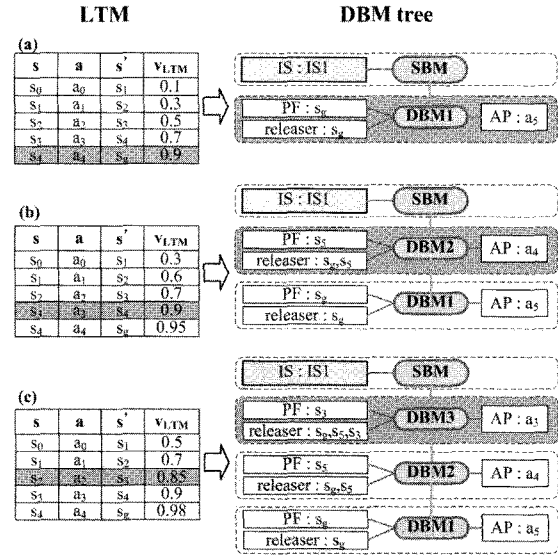 LTM DBM tree
(a)
s a s' vLTM
s0 a0 s1 0.1
s1 a1 s2 0.3
s2 a2 s3 0.5
s3 a3 s4 0.7
s4 a4 sg 0.9
IS : IS1 SBM
PF : sg
releaser : sg
DBM1 AP : a5
(b)
s a s' vLTM
s0 a0 s1 0.3
s1 a1 s2 0.6
s2 a2 s3 0.7
s3 a3 s4 0.9
s4 a4 sg 0.95
IS : IS1 SBM
PF : s5
releaser : sg,s5
DBM2 AP : a4
PF : sg
releaser : sg
DBM1 AP : a5
(c)
s a s' vLTM
s0 a0 s1 0.5
s1 a1 s2 0.7
s2 a2 s3 0.85
s3 a3 s4 0.9
s4 a4 sg 0.98
IS : IS1 SBM
PF : s3
releaser : sg,s5,s3
DBM3 AP : a3
PF : s5
releaser : sg,s5
DBM2 AP : a4
PF : sg
releaser : sg
DBM1 AP : a5